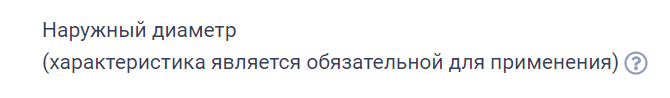 Наружный диаметр
(характеристика является обязательной для применения) ?